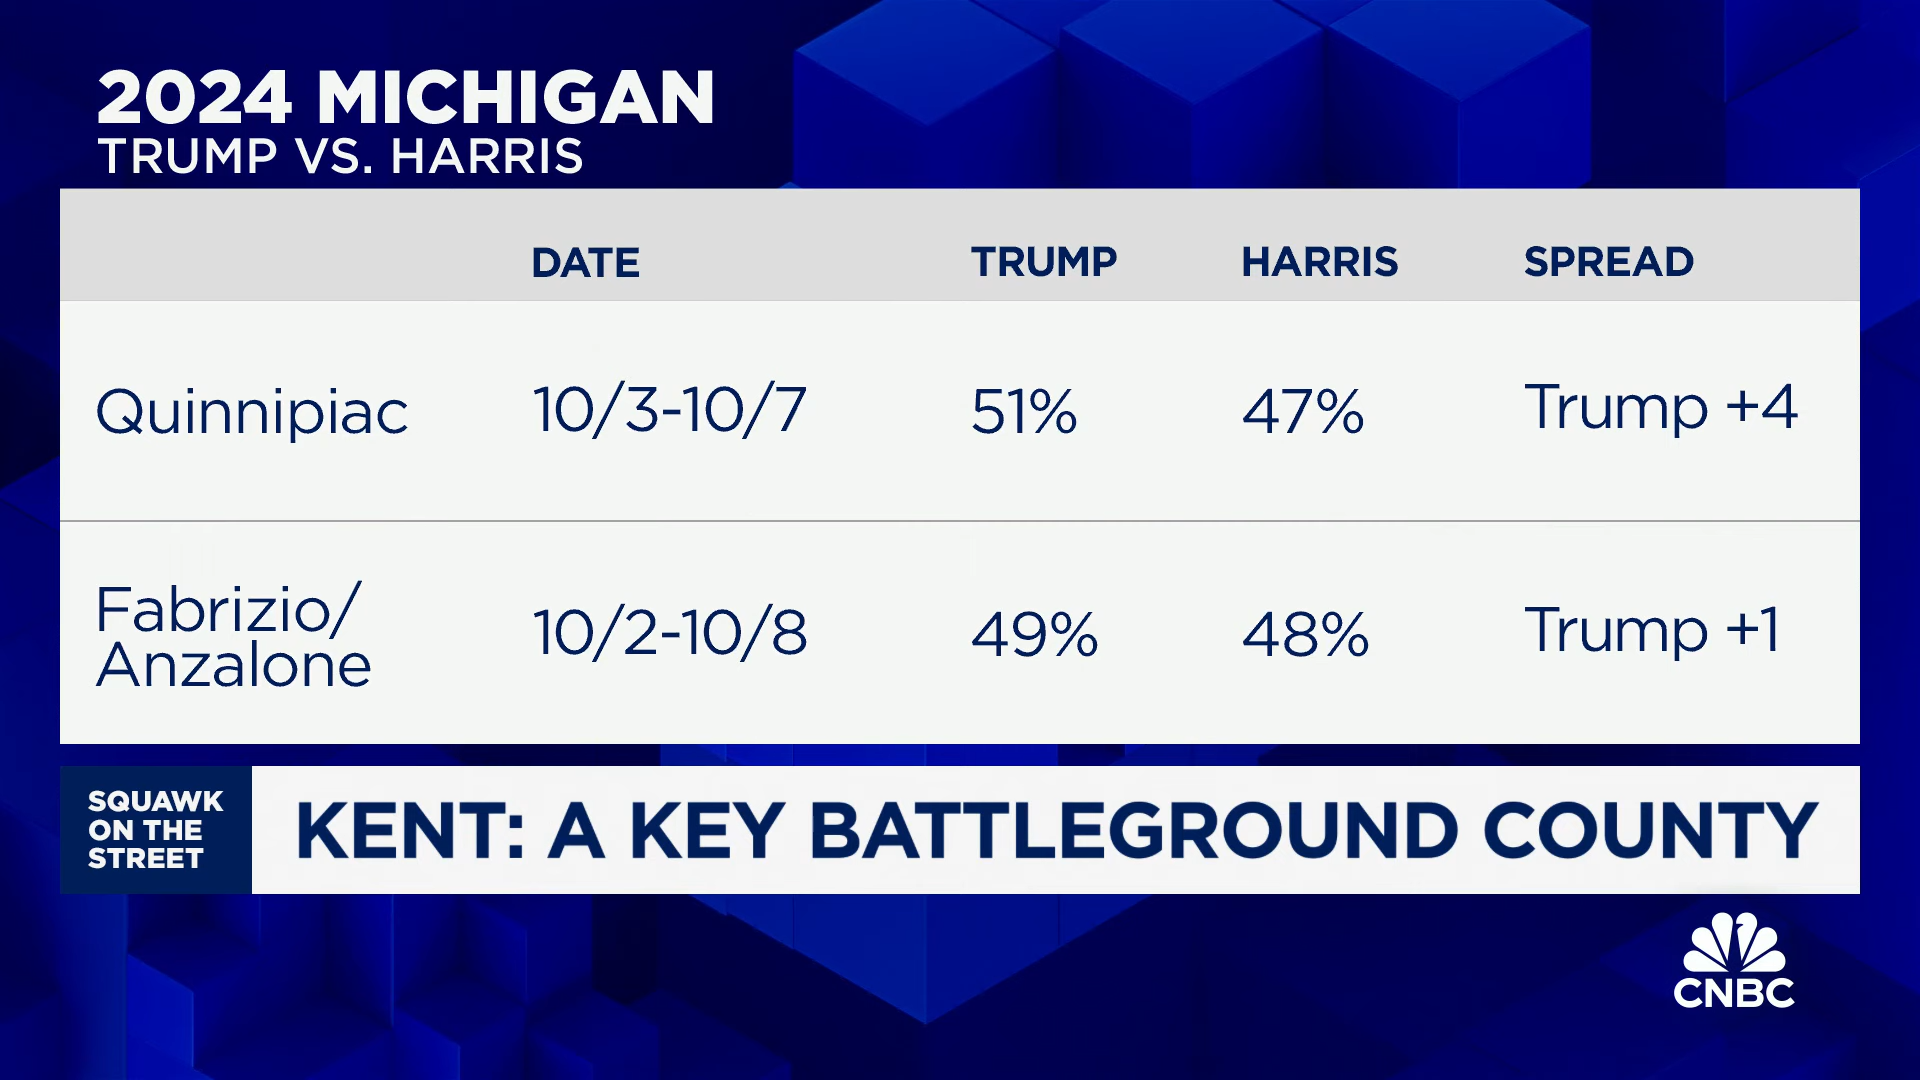 2024 MICHIGAN
TRUMP VS. HARRIS
DATE TRUMP HARRIS SPREAD
Quinnipiac 10/3-10/7 51% 47% Trump +4
Fabrizio/
Anzalone 10/2-10/8 49% 48% Trump +1
SQUAWK
ON THE
STREET
KENT: A KEY BATTLEGROUND COUNTY
CNBC